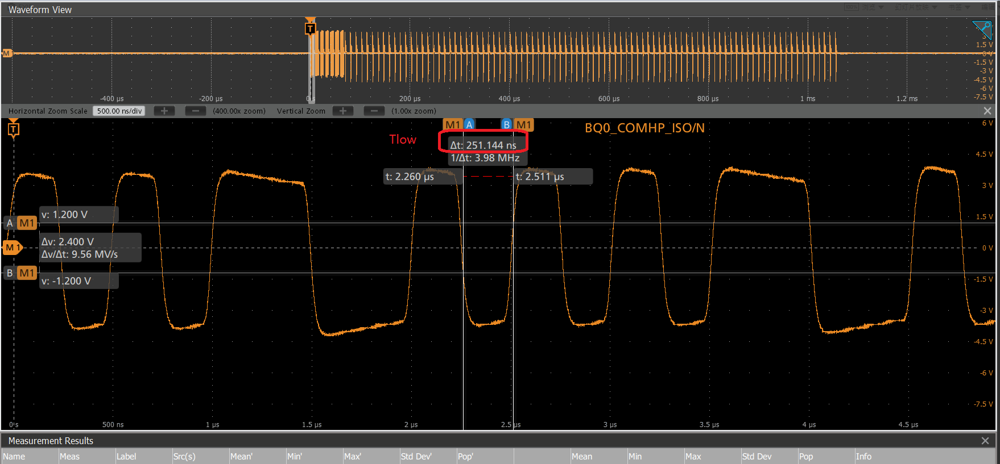 Waveform View
T
M
3
1.5 V
0 V
-1.5 V
-3 V
-4.5 V
-6 V
-7.5 V
-400 µs
-200 µs
0 s
200 µs
400 µs
600 µs
800 µs
1 ms
1.2 ms
Horizontal Zoom Scale 500.00 ns/div + − (400.00x zoom) Vertical Zoom + − (1.00x zoom)
T
M1 A B M1
BQ0_COMHP_ISO/N
Tlow
Δt: 251.144 ns
1/Δt: 3.98 MHz
t: 2.260 µs
t: 2.511 µs
6 V
4.5 V
3 V
1.5 V
0 V
-1.5 V
-3 V
-4.5 V
-6 V
-7.5 V
v: 1.200 V
A M1
Δv: 2.400 V
Δv/Δt: 9.56 MV/s
M 1
B M1
v: -1.200 V
0 s
500 ns
1 µs
1.5 µs
2 µs
2.5 µs
3 µs
3.5 µs
4 µs
4.5 µs
Measurement Results
Name Meas Label Src(s) Mean' Min' Max' Std Dev' Pop' Mean Min Max Std Dev Pop Info